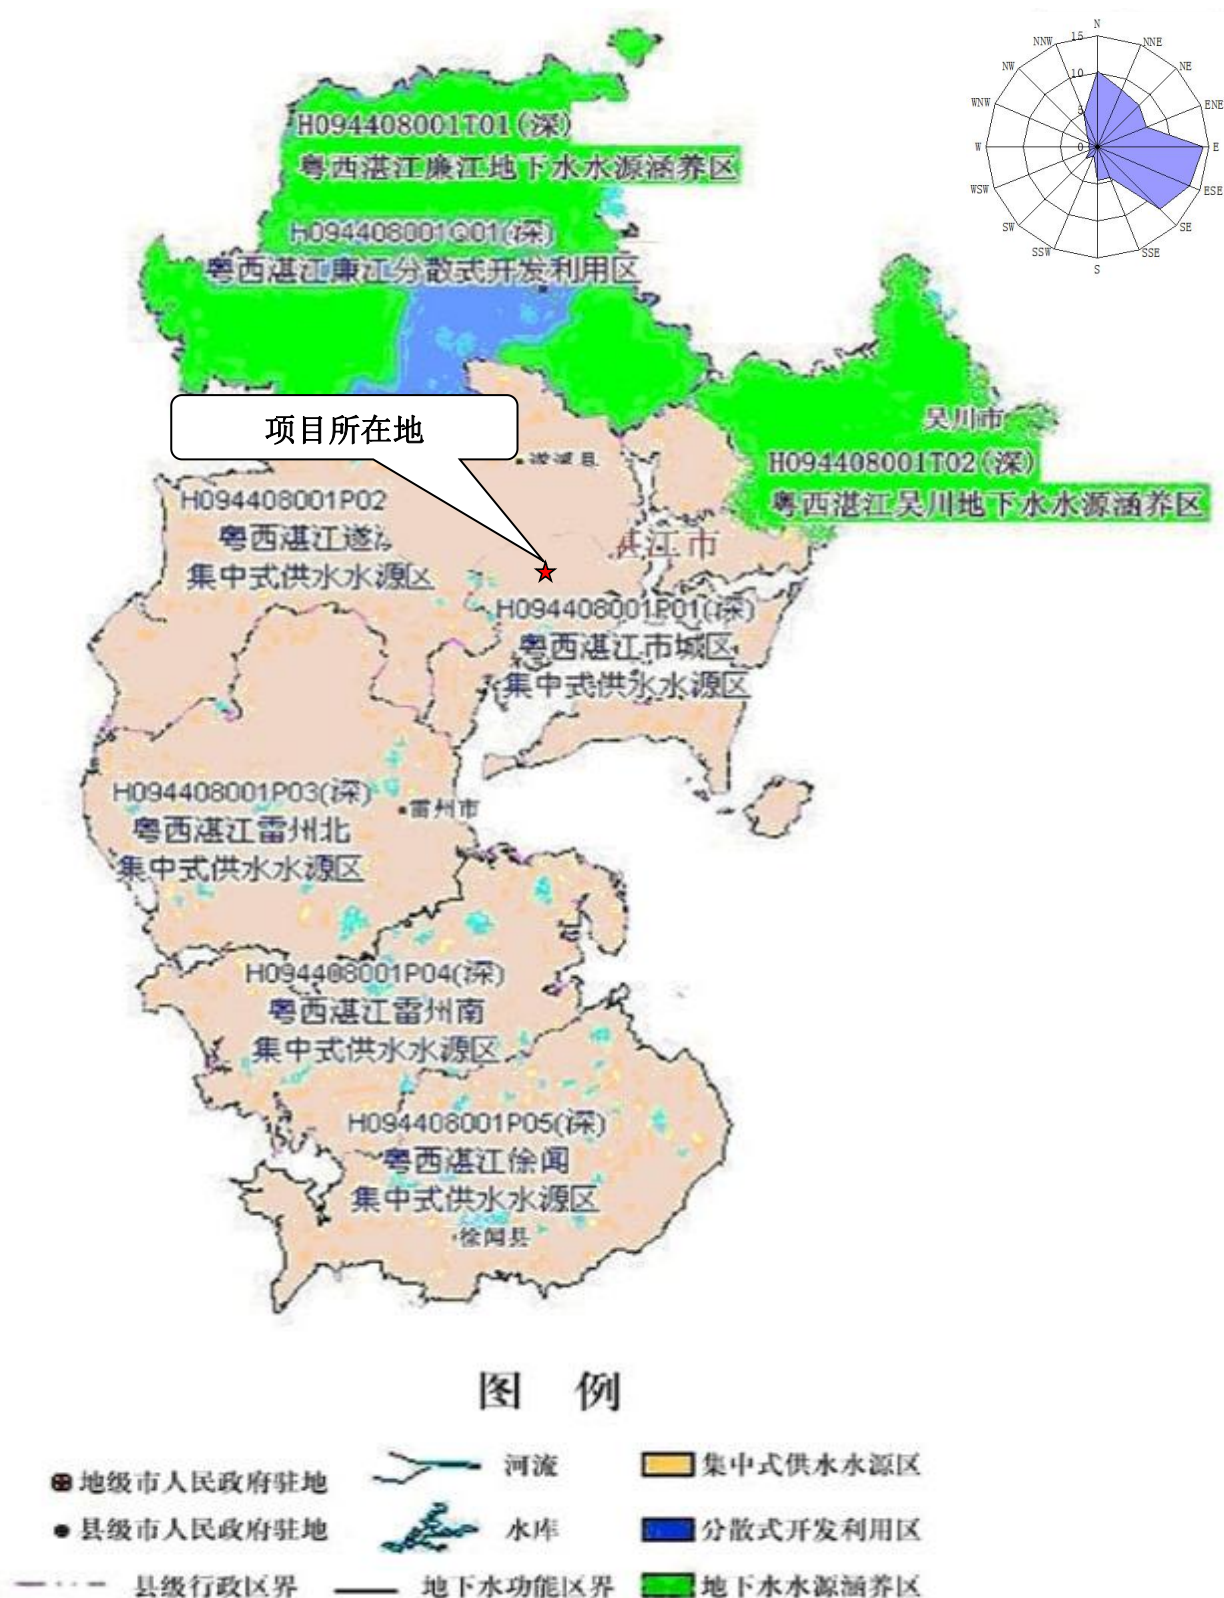 N
NNE
NE
ENE
E
ESE
SE
SSE
S
SSW
SW
WSW
W
WNW
NW
NNW
15
10
5
0
H094408001T01(深)
粤西湛江廉江地下水水源涵养区
H094408001Q01(深)
粤西湛江廉江分散式开发利用区
项目所在地
吴川市
H094408001T02(深)
粤西湛江吴川地下水水源涵养区
遂溪县
H094408001P02
粤西湛江遂
集中式供水水源区
湛江市
H094408001P01(深)
粤西湛江市城区
集中式供水水源区
H094408001P03(深)
粤西湛江雷州北
集中式供水水源区
雷州市
H094408001P04(深)
粤西湛江雷州南
集中式供水水源区
H094408001P05(深)
粤西湛江徐闻
集中式供水水源区
徐闻县
图 例
地级市人民政府驻地
河流
集中式供水水源区
县级市人民政府驻地
水库
分散式开发利用区
县级行政区界
地下水功能区界
地下水水源涵养区